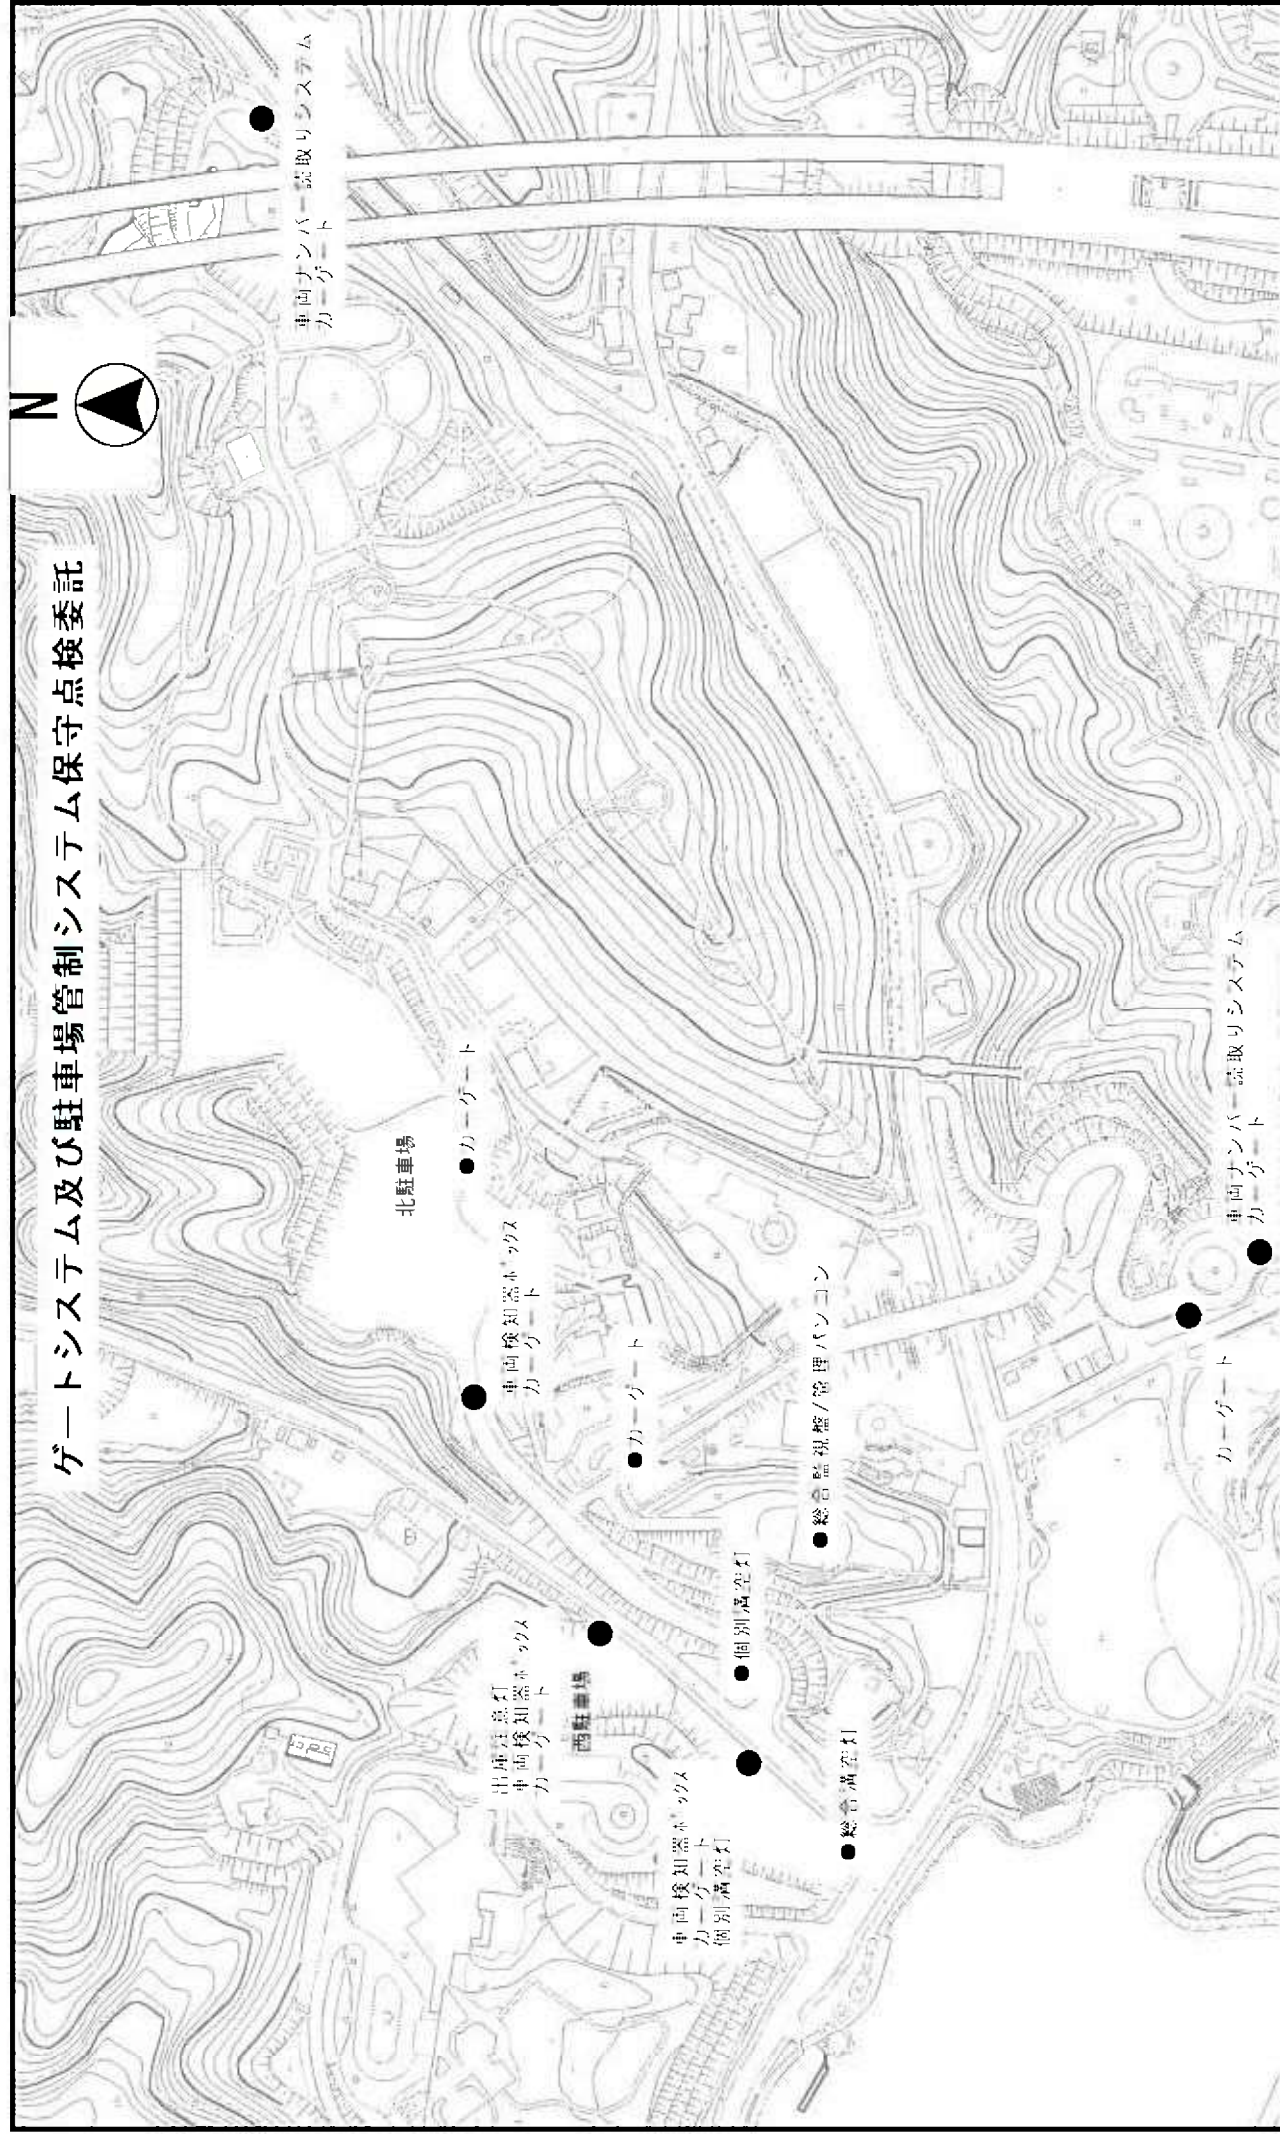 ゲートシステム及び駐車場管制システム保守点検委託
N
車両ナンバー読取りシステム
カーゲート
北駐車場
カーゲート
車両検知器ボックス
カーゲート
出庫注意灯
車両検知器ボックス
カーゲート
西駐車場
カーゲート
車両検知器ボックス
カーゲート
個別満空灯
個別満空灯
総合監視盤/管理パソコン
総合満空灯
車両ナンバー読取りシステム
カーゲート
カーゲート